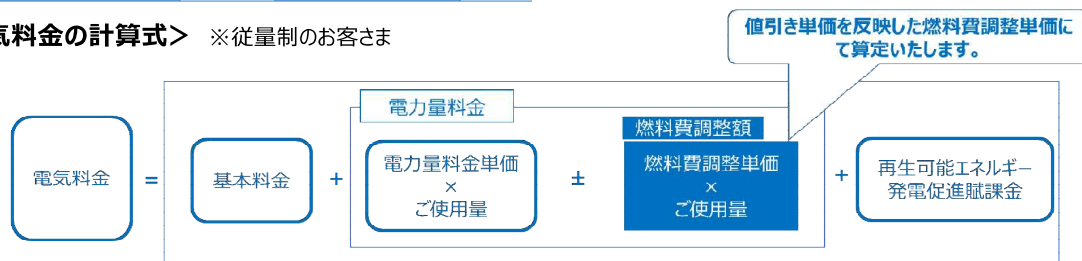 料金の計算式> ※従量制のお客さま
値引き単価を反映した燃料費調整単価に
て算定いたします。
電力量料金
燃料費調整額
電気料金
=
基本料金
+
電力量料金単価
×
ご使用量
±
燃料費調整単価
×
ご使用量
+
再生可能エネルギー
発電促進賦課金